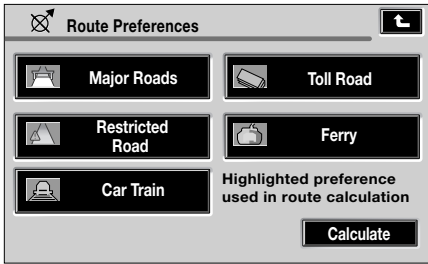 Route Preferences
Major Roads
Toll Road
Restricted
Road
Ferry
Car Train
Highlighted preference
used in route calculation
Calculate